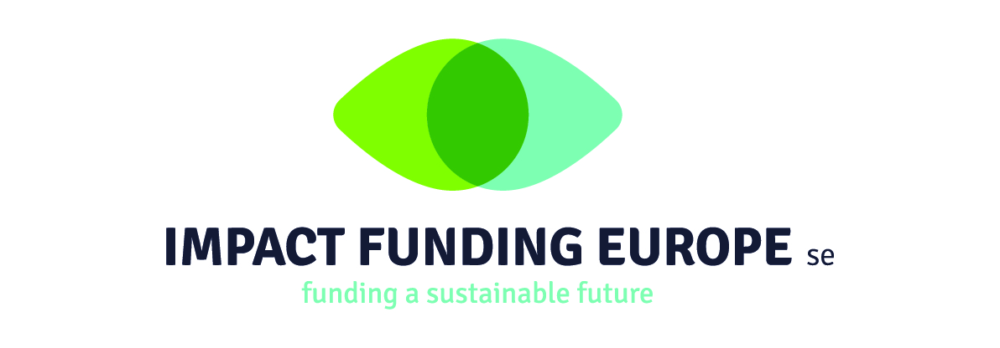 IMPACT FUNDING EUROPE se
funding a sustainable future